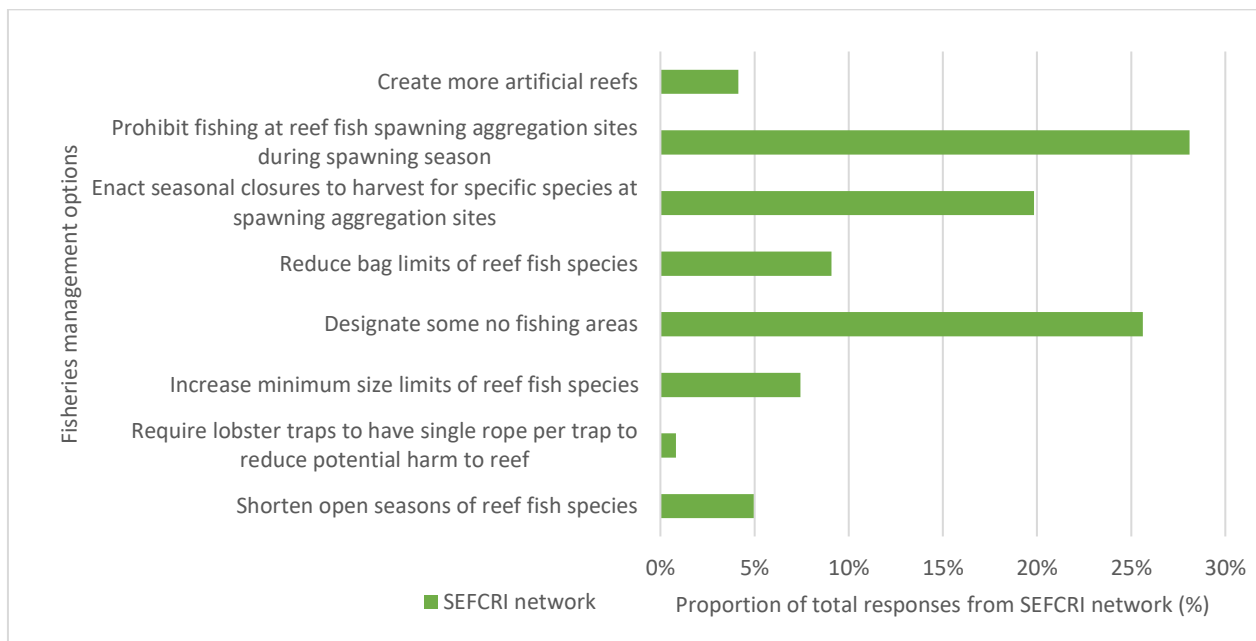 Fisheries management options
Create more artificial reefs
Prohibit fishing at reef fish spawning aggregation sites
during spawning season
Enact seasonal closures to harvest for specific species at
spawning aggregation sites
Reduce bag limits of reef fish species
Designate some no fishing areas
Increase minimum size limits of reef fish species
Require lobster traps to have single rope per trap to
reduce potential harm to reef
Shorten open seasons of reef fish species
0% 5% 10% 15% 20% 25% 30%
SEFCRI network
Proportion of total responses from SEFCRI network (%)